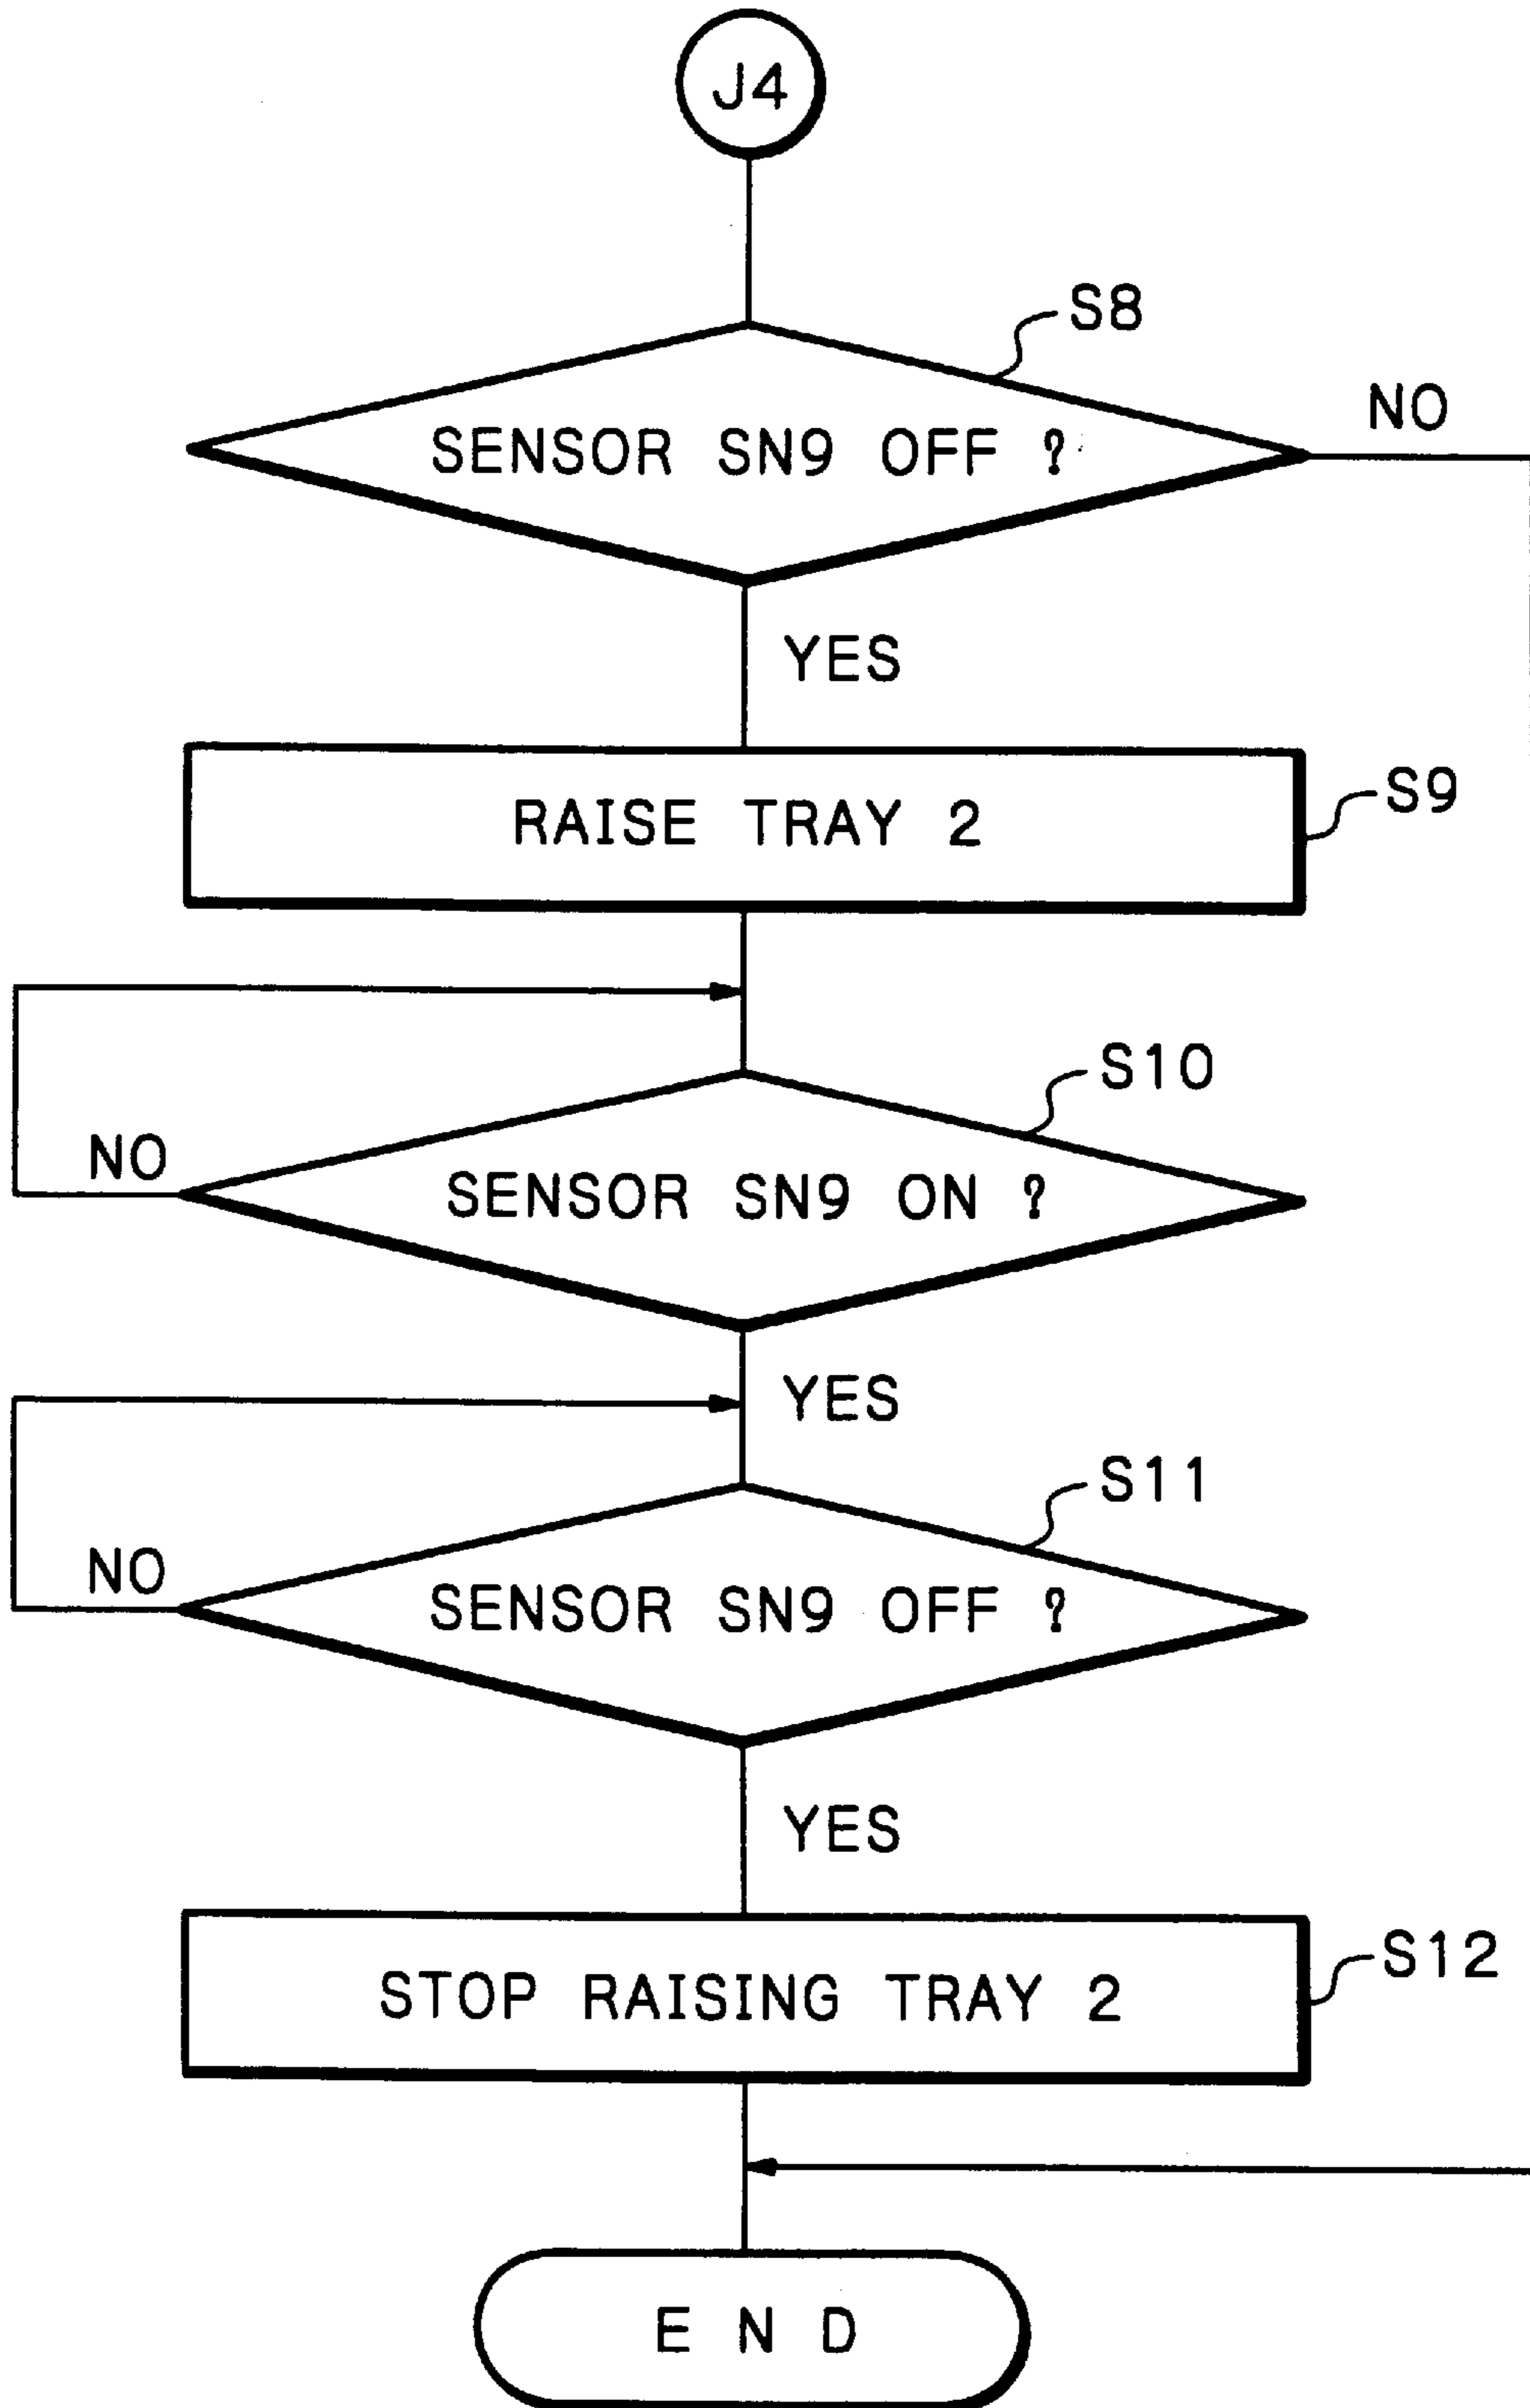 J4
S8
NO
SENSOR SN9 OFF ?
YES
RAISE TRAY 2
S9
S10
NO
SENSOR SN9 ON ?
YES
S11
NO
SENSOR SN9 OFF ?
YES
STOP RAISING TRAY 2
S12
E N D